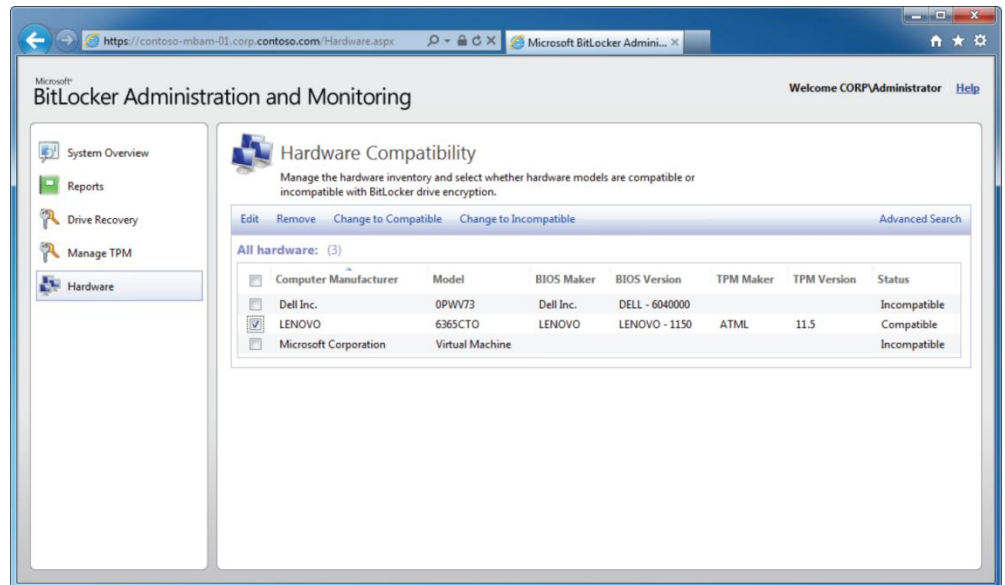 https://contoso-mbam-01.corp.contoso.com/Hardware.aspx
Microsoft BitLocker Admini...
Microsoft®
BitLocker Administration and Monitoring
Welcome CORP\Administrator Help
System Overview
Reports
Drive Recovery
Manage TPM
Hardware
Hardware Compatibility
Manage the hardware inventory and select whether hardware models are compatible or
incompatible with BitLocker drive encryption.
Edit Remove Change to Compatible Change to Incompatible Advanced Search
All hardware: (3)
Computer Manufacturer Model BIOS Maker BIOS Version TPM Maker TPM Version Status
Dell Inc. 0PWV73 Dell Inc. DELL - 6040000 Incompatible
LENOVO 6365CTO LENOVO LENOVO - 1150 ATML 11.5 Compatible
Microsoft Corporation Virtual Machine Incompatible